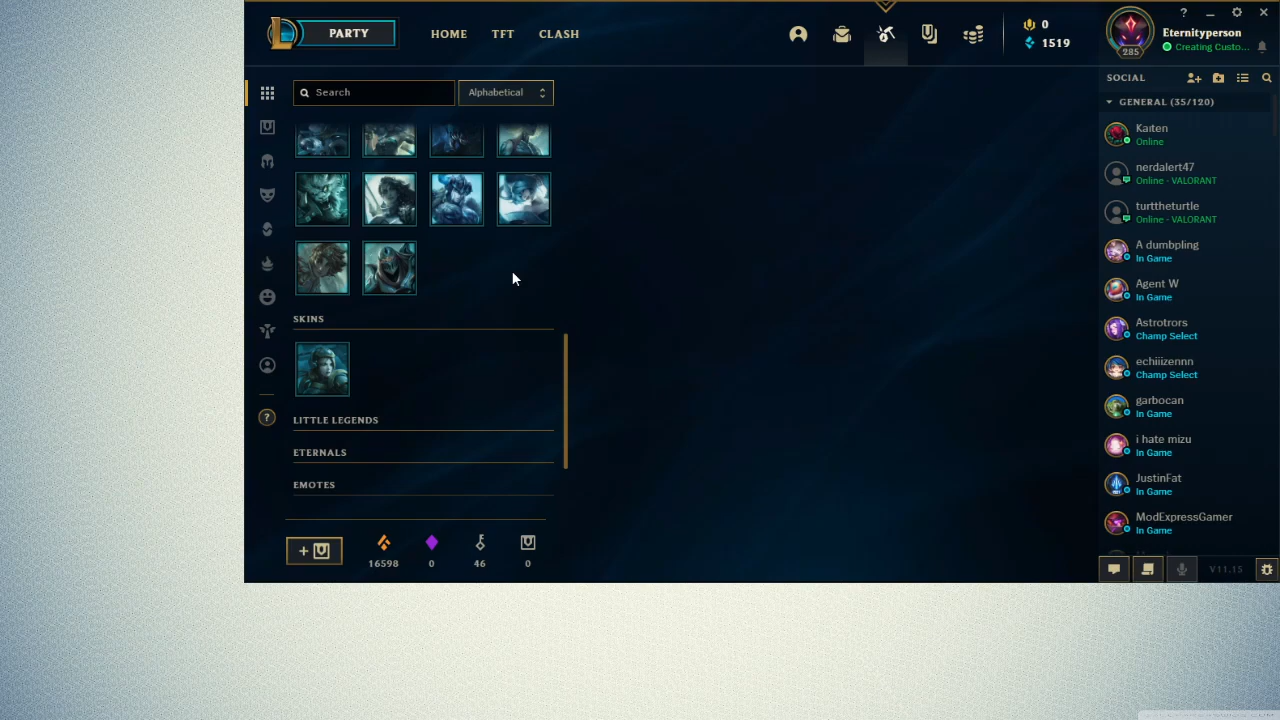 PARTY
HOME
TFT
CLASH
0
1519
?
285
Eternityperson
Creating Custo...
Search
Alphabetical
SOCIAL
GENERAL (35/120)
Kaiten
Online
nerdalert47
Online - VALORANT
turttheturtle
Online - VALORANT
A dumbpling
In Game
Agent W
In Game
Astrotrors
Champ Select
echiiizennn
Champ Select
garbocan
In Game
i hate mizu
In Game
JustinFat
In Game
ModExpressGamer
In Game
SKINS
LITTLE LEGENDS
?
ETERNALS
EMOTES
+
16598
0
46
0
V11.15